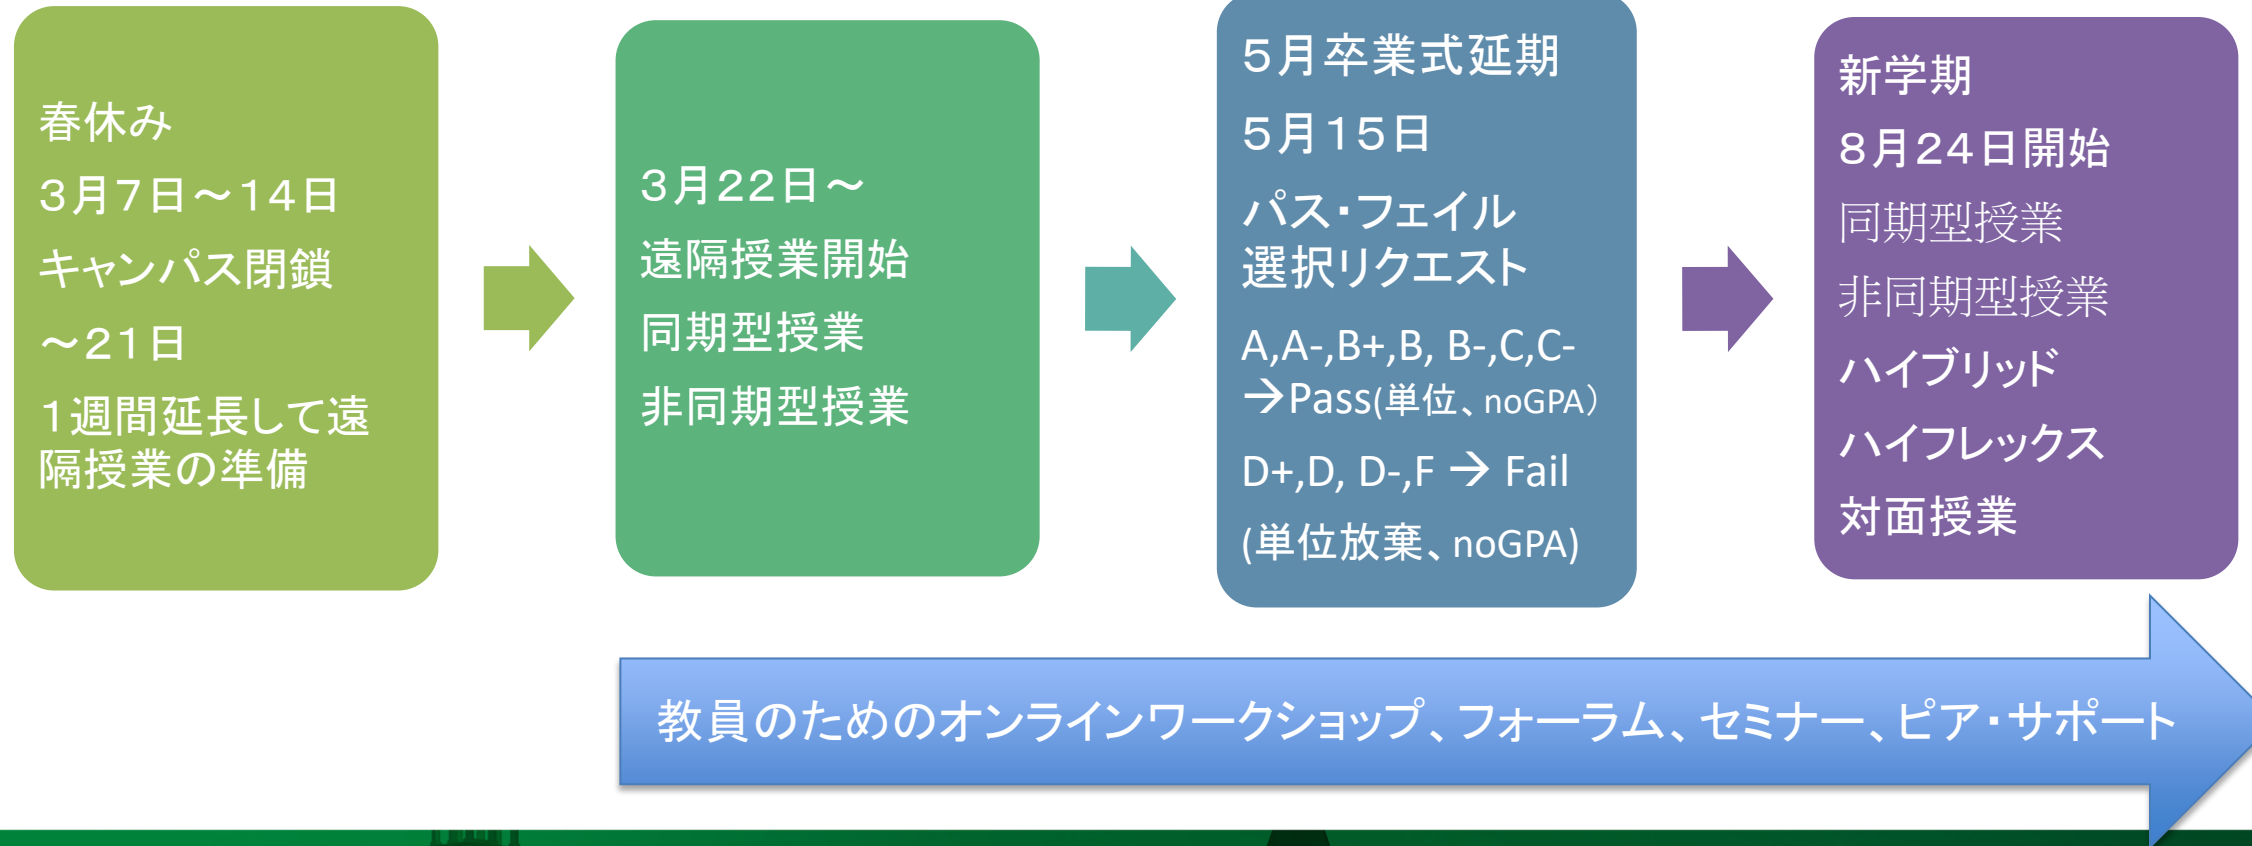 春休み
３月７日～１４日
キャンパス閉鎖
～２１日
１週間延長して遠
隔授業の準備
３月２２日～
遠隔授業開始
同期型授業
非同期型授業
５月卒業式延期
５月１５日
パス・フェイル
選択リクエスト
A,A-,B+,B, B-,C,C-
→Pass(単位、noGPA）
D+,D, D-,F → Fail
(単位放棄、noGPA)
新学期
８月２４日開始
同期型授業
非同期型授業
ハイブリッド
ハイフレックス
対面授業
教員のためのオンラインワークショップ、フォーラム、セミナー、ピア・サポート